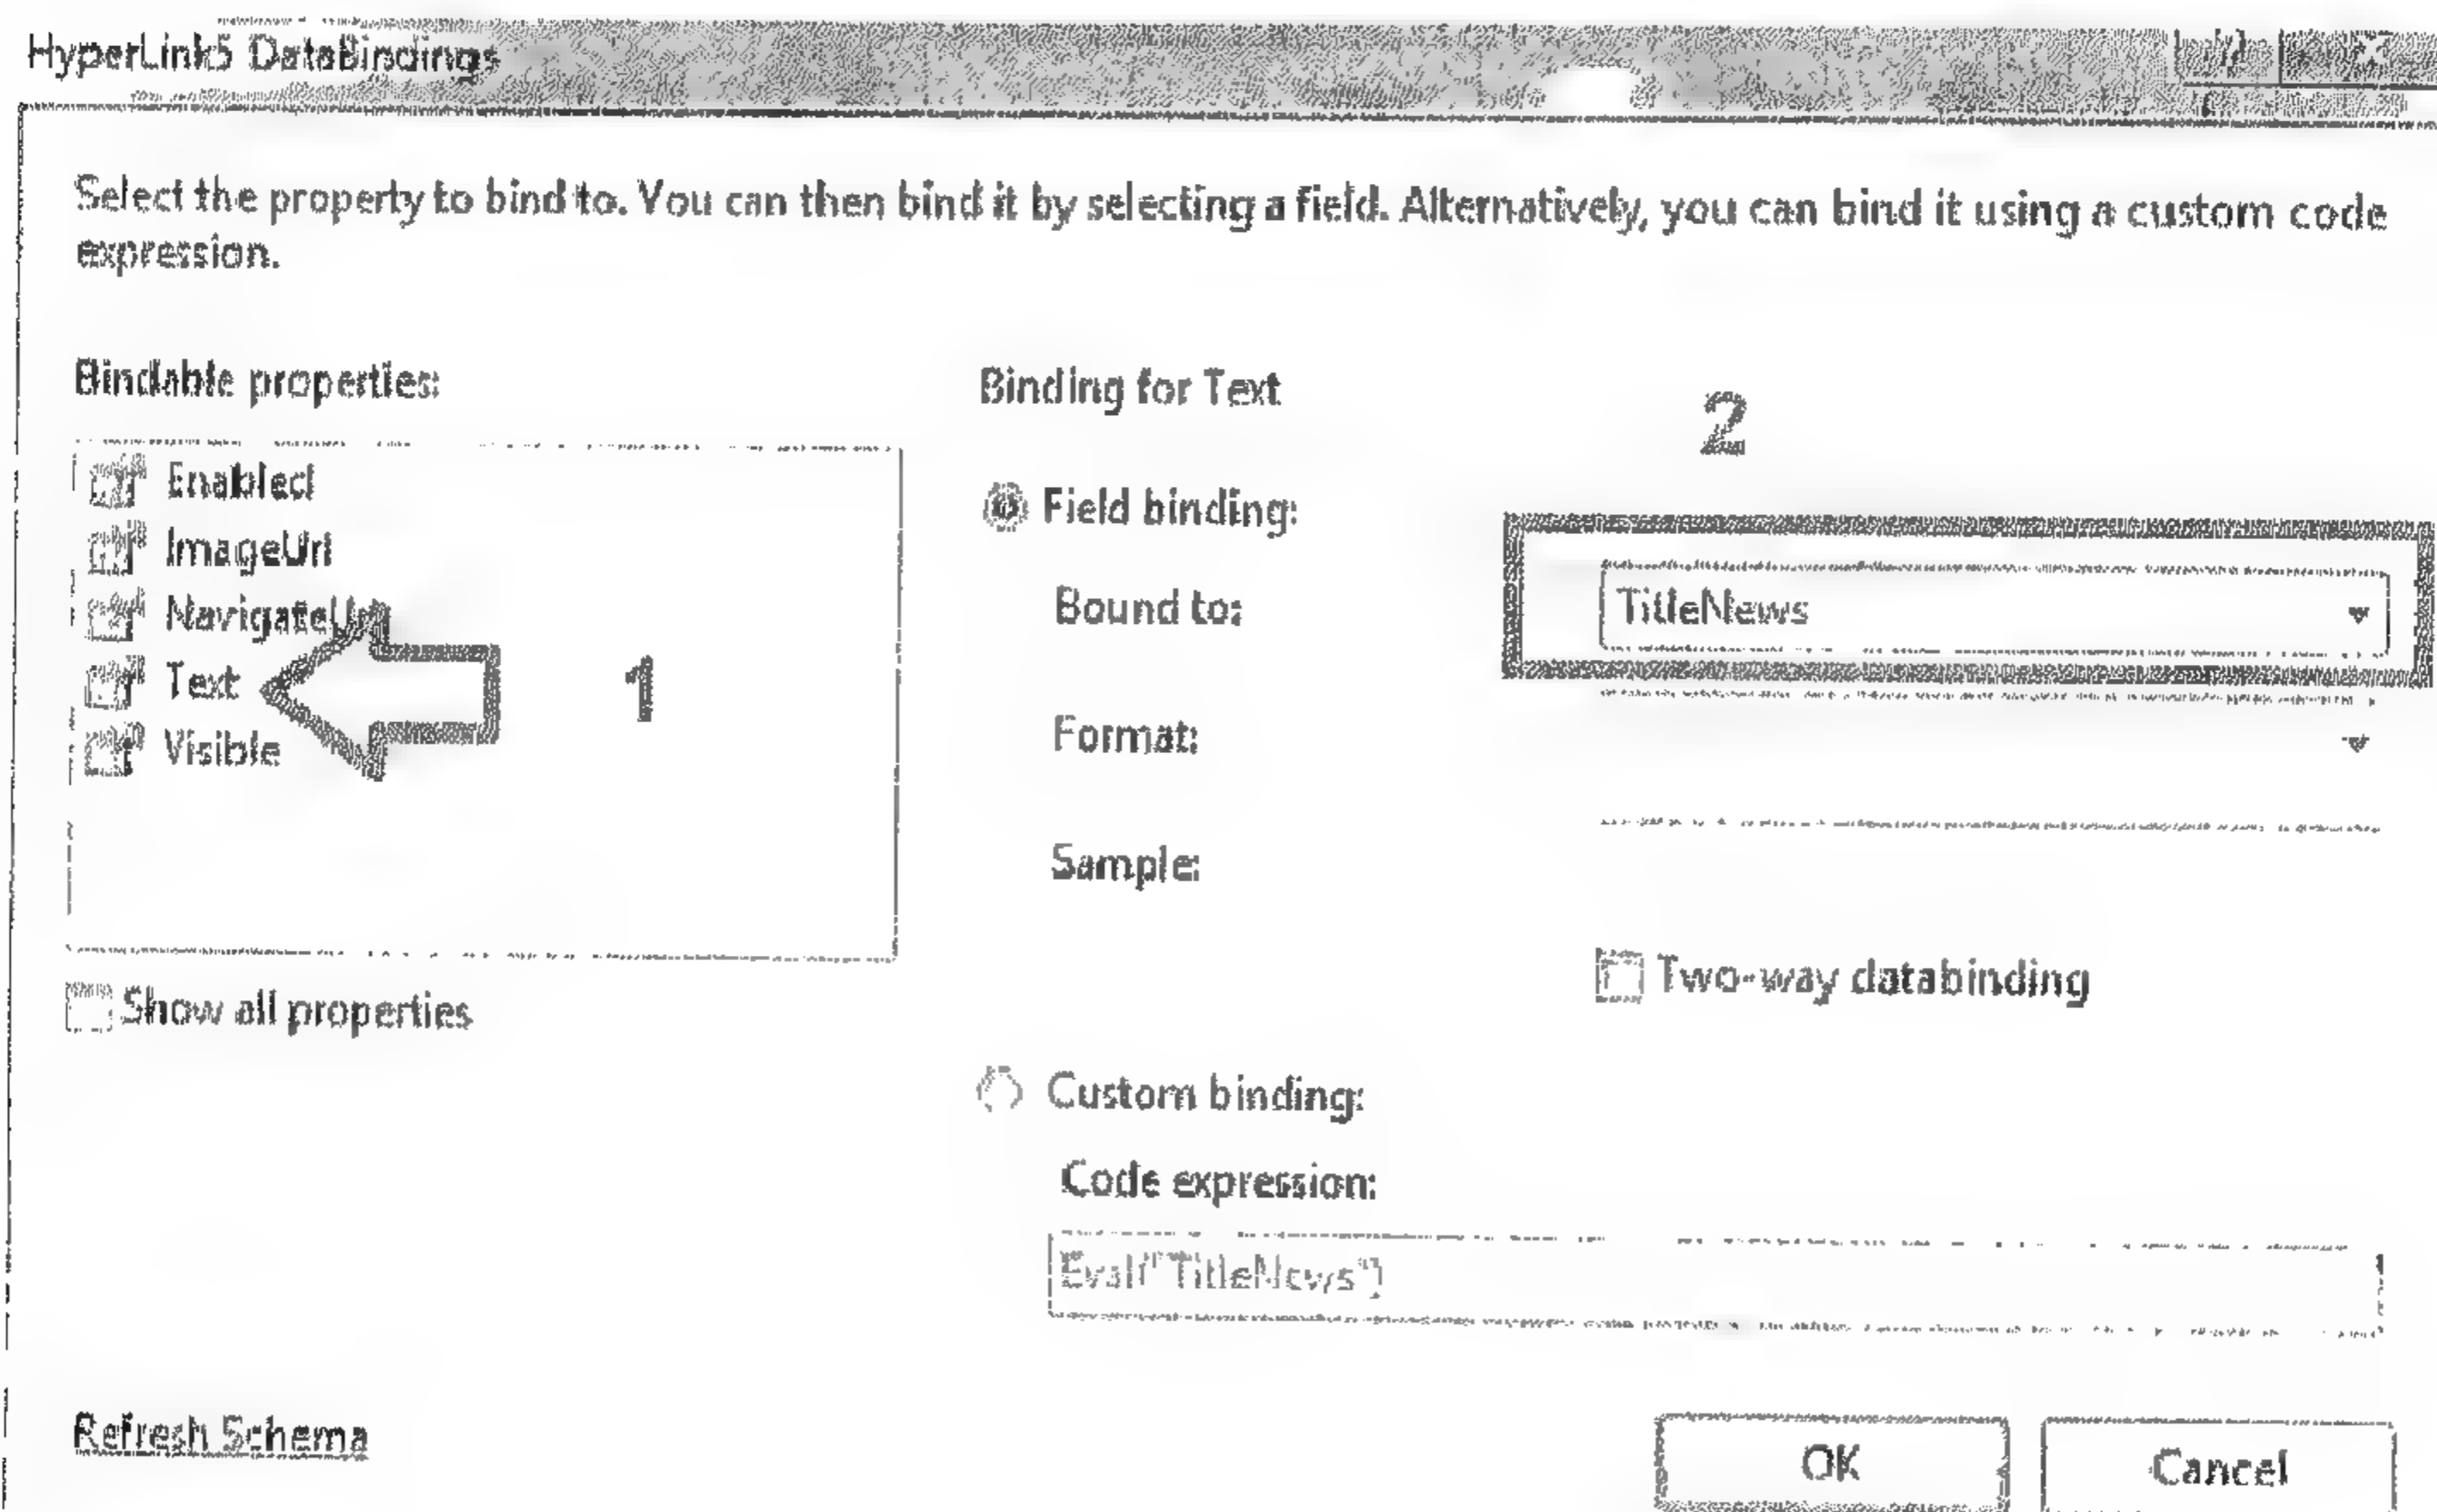 HyperLink5 DataBindings
Select the property to bind to. You can then bind it by selecting a field. Alternatively, you can bind it using a custom code
expression.
Bindable properties:
Enabled
ImageUrl
NavigateUrl
Text
Visible
1
Show all properties
Binding for Text
2
Field binding:
Bound to:
TitleNews
Format:
Sample:
Two-way databinding
Custom binding:
Code expression:
Eval("TitleNews")
Refresh Schema
OK
Cancel